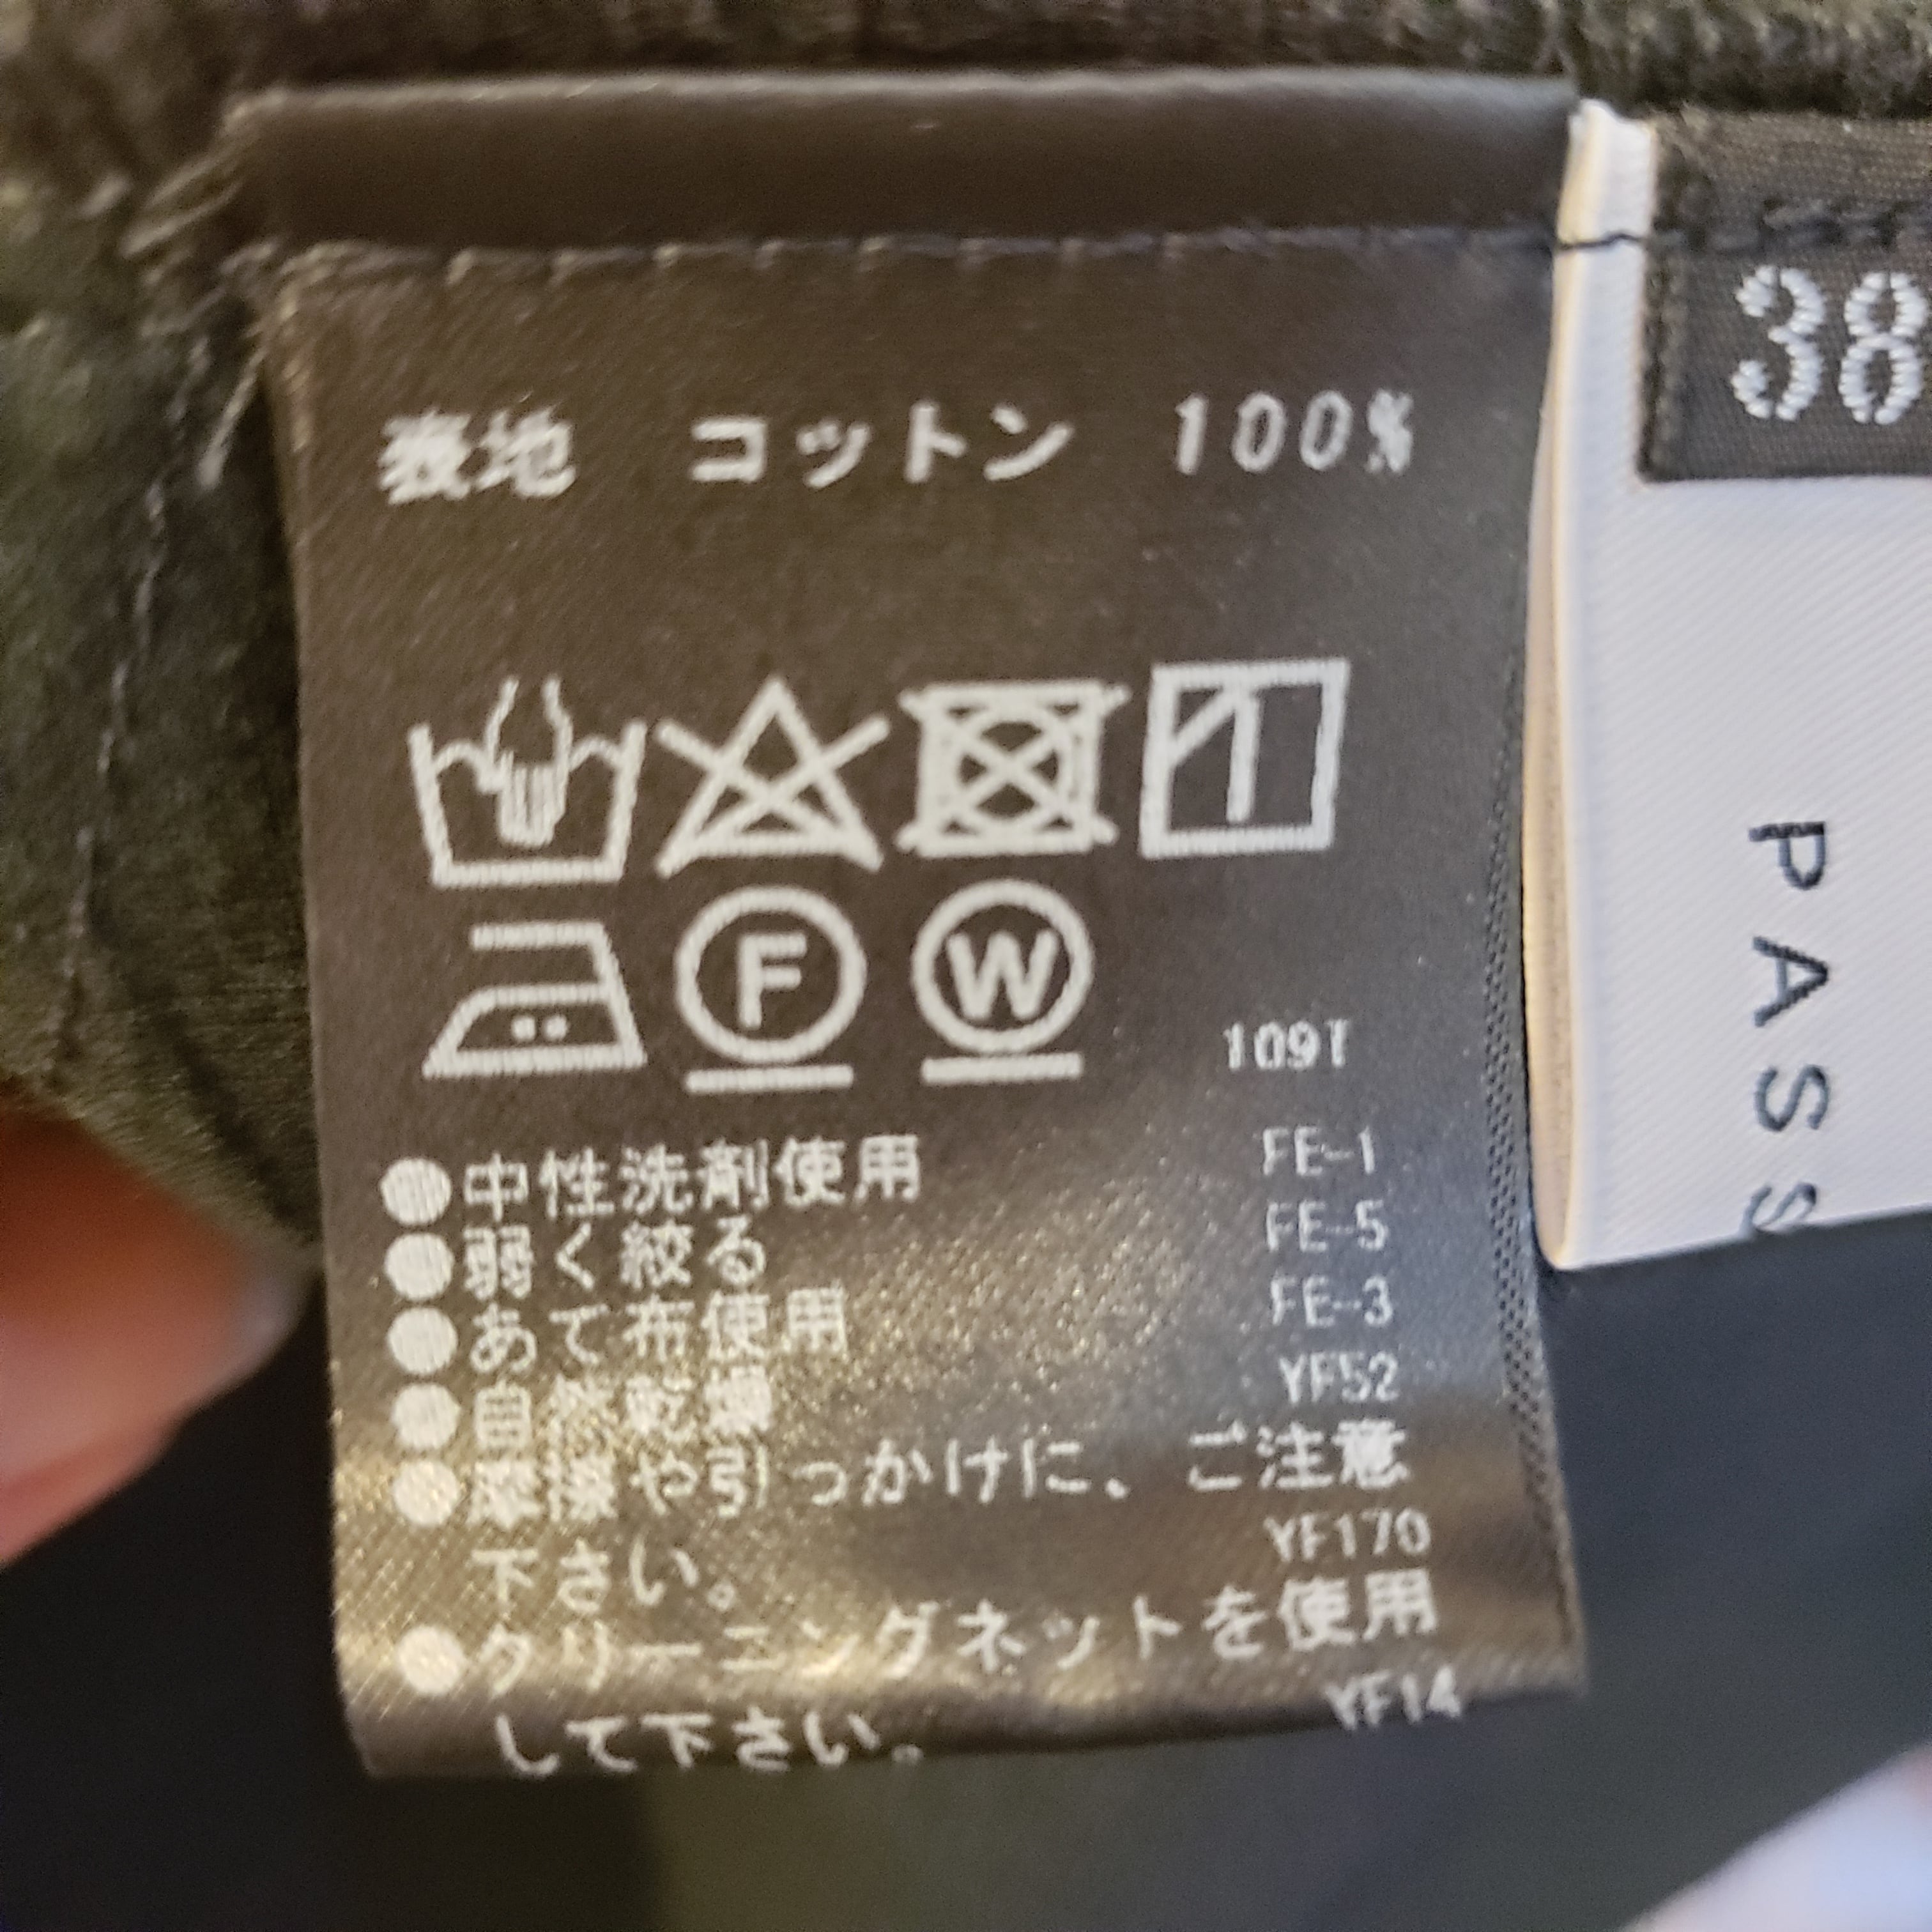 表地 コットン 100%
38
F W
109T
●中性洗剤使用 FE-1
●弱く絞る FE-5
●あて布使用 FE-3
●自然乾燥 YF52
●摩擦や引っかけに、ご注意
下さい。 YF170
●クリーニングネットを使用
して下さい。 YF14
PASS